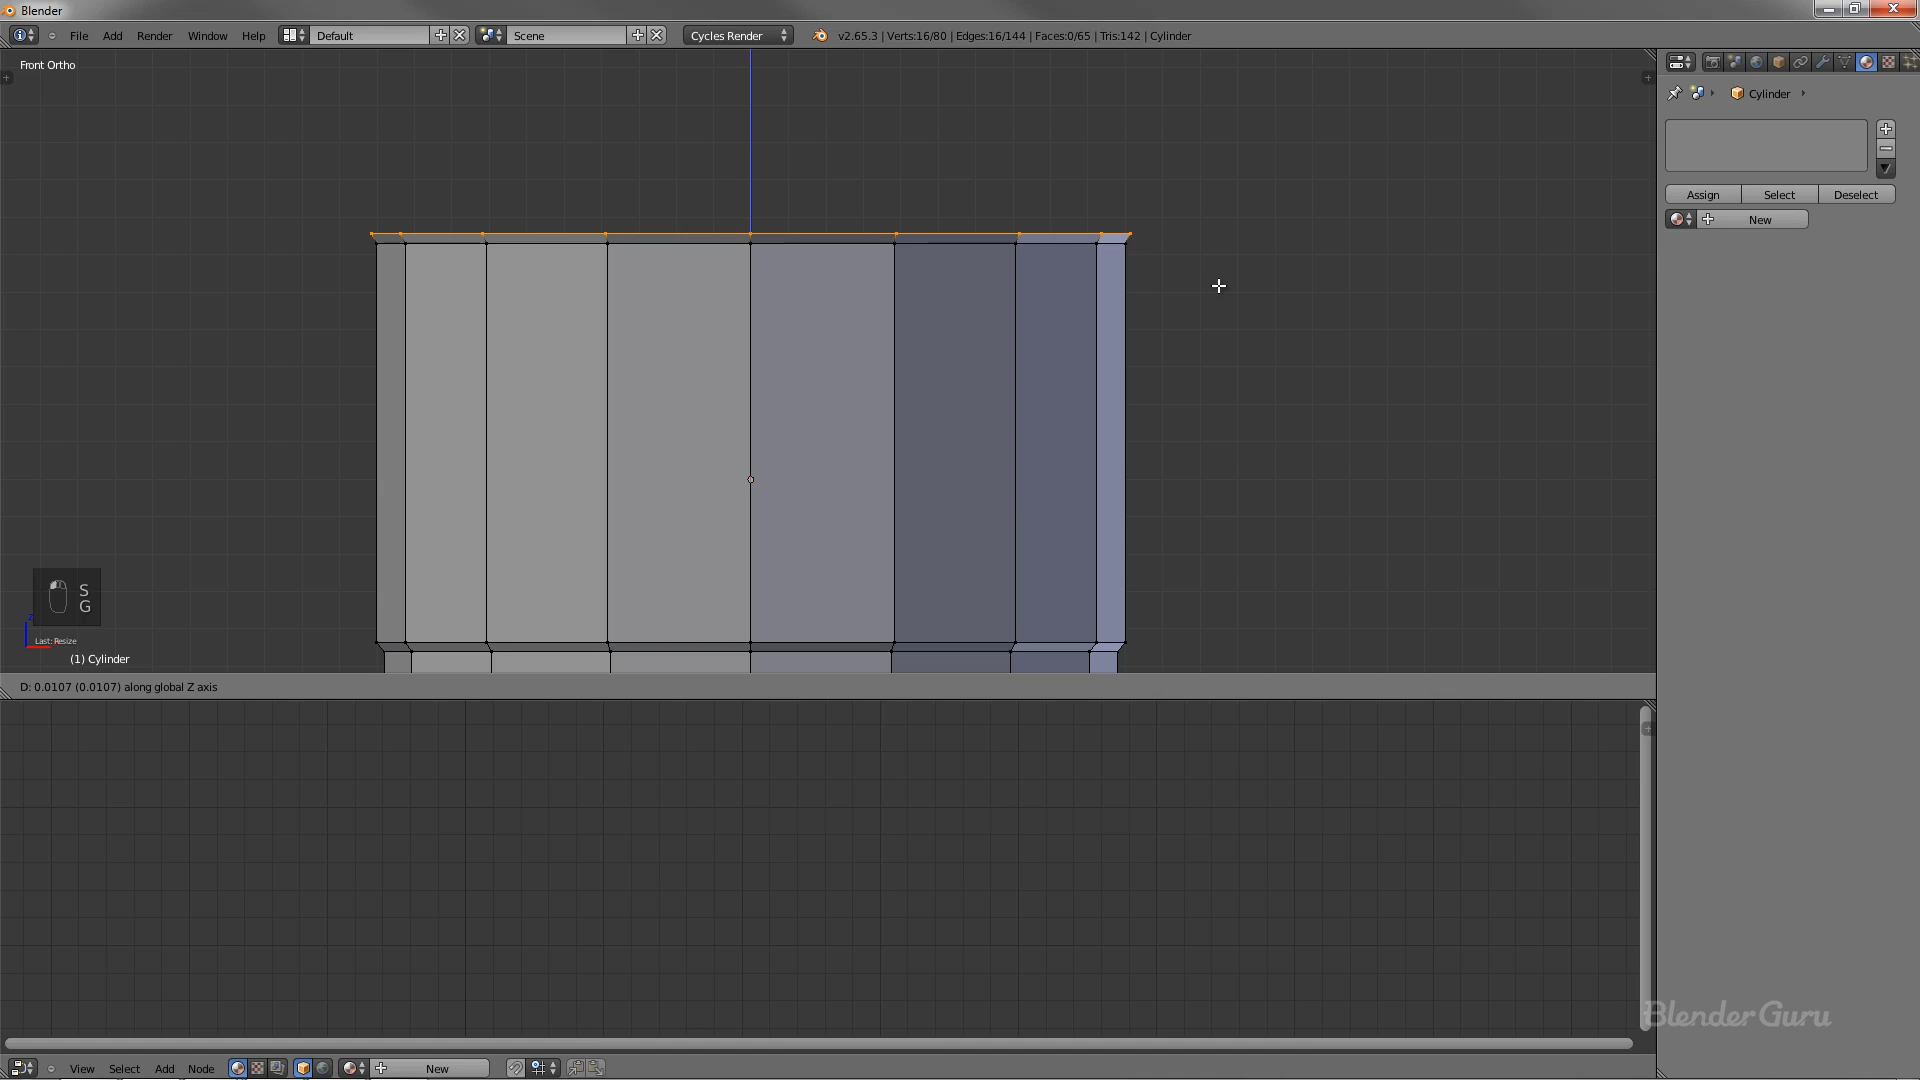 Blender
File Add Render Window Help Default Scene Cycles Render v2.65.3 | Verts:16/80 | Edges:16/144 | Faces:0/65 | Tris:142 | Cylinder
Front Ortho
Cylinder
Assign Select Deselect
New
S
G
z
Last: Resize
(1) Cylinder
D: 0.0107 (0.0107) along global Z axis
BlenderGuru
View Select Add Node New